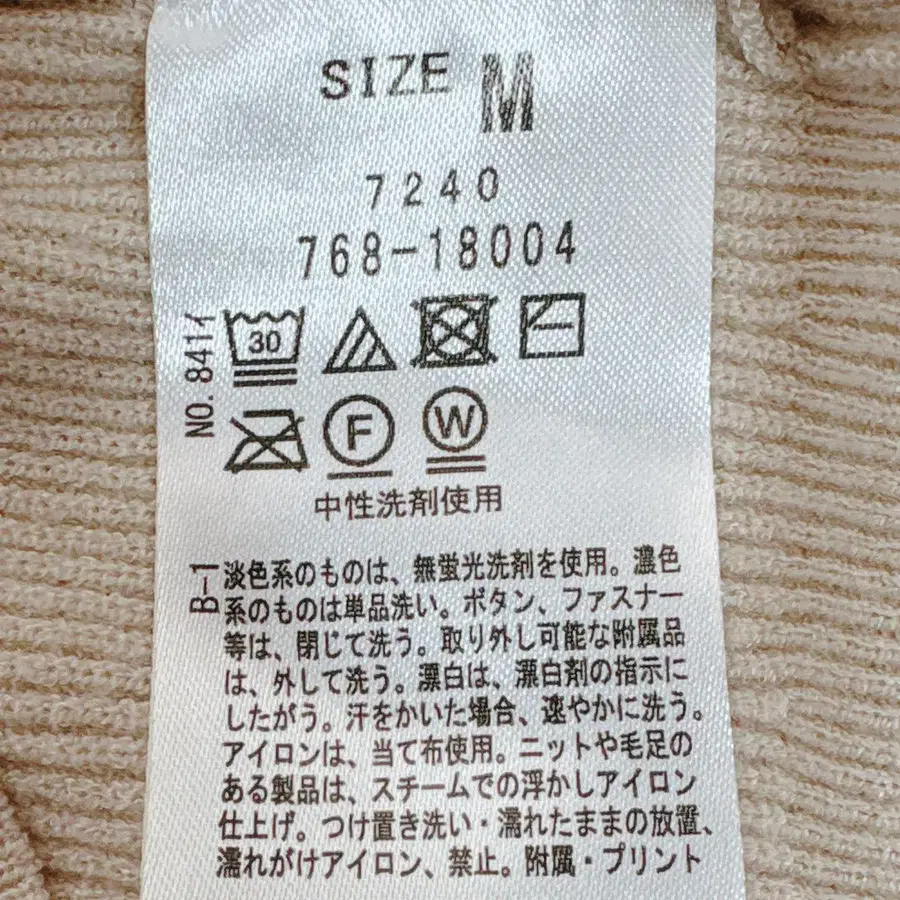 SIZE M
7240
768-18004
NO. 841イ
30
F W
中性洗剤使用
B-1
淡色系のものは、無蛍光洗剤を使用。濃色
系のものは単品洗い。ボタン、ファスナー
等は、閉じて洗う。取り外し可能な附属品
は、外して洗う。漂白は、漂白剤の指示に
したがう。汗をかいた場合、速やかに洗う。
アイロンは、当て布使用。ニットや毛足の
ある製品は、スチームでの浮かしアイロン
仕上げ。つけ置き洗い・濡れたままの放置、
濡れがけアイロン、禁止。附属・プリント